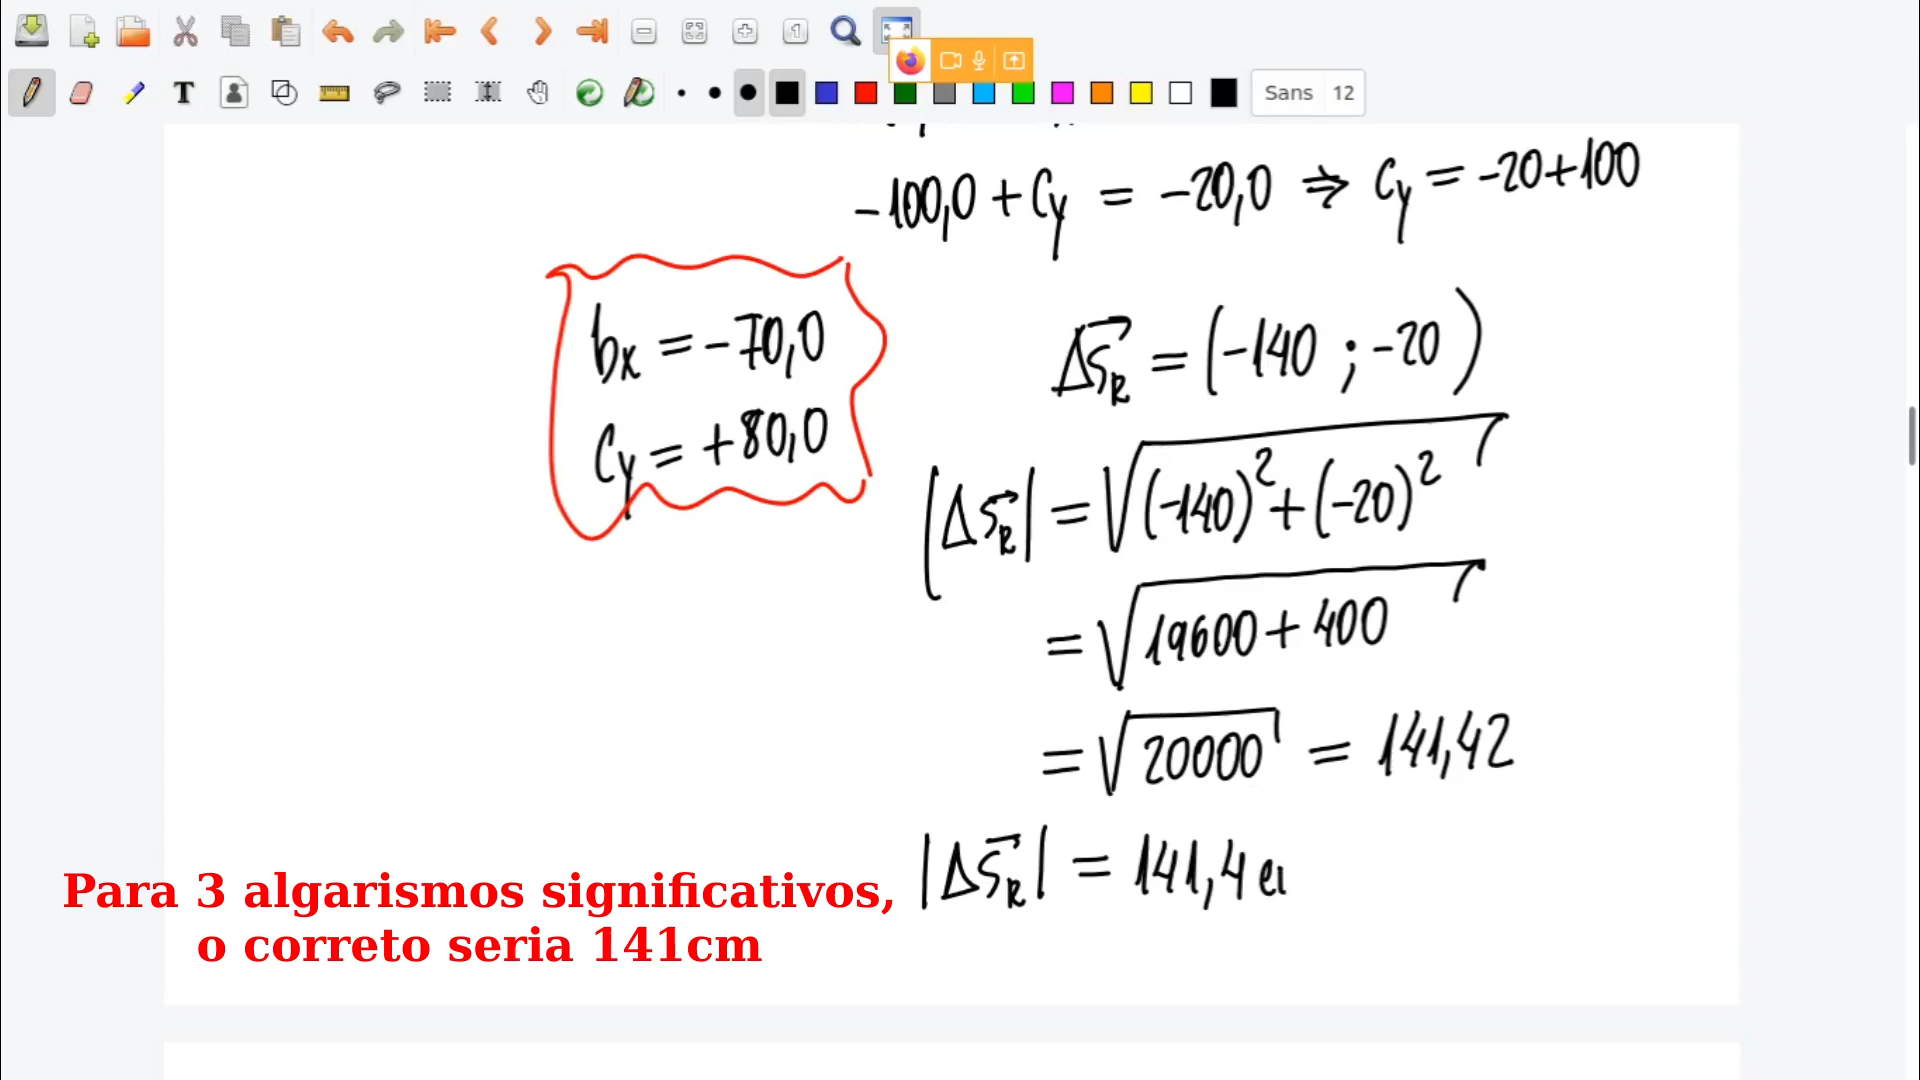 Sans 12
-100,0 + Cy = -20,0 ⇒ Cy = -20+100
bx = -70,0
Cy = +80,0
ΔS⃗R = (-140 ; -20)
|ΔS⃗R| = √((-140)²+(-20)²)
= √(19600+400)
= √20000 = 141,42
|ΔS⃗R| = 141,4
Para 3 algarismos significativos,
o correto seria 141cm